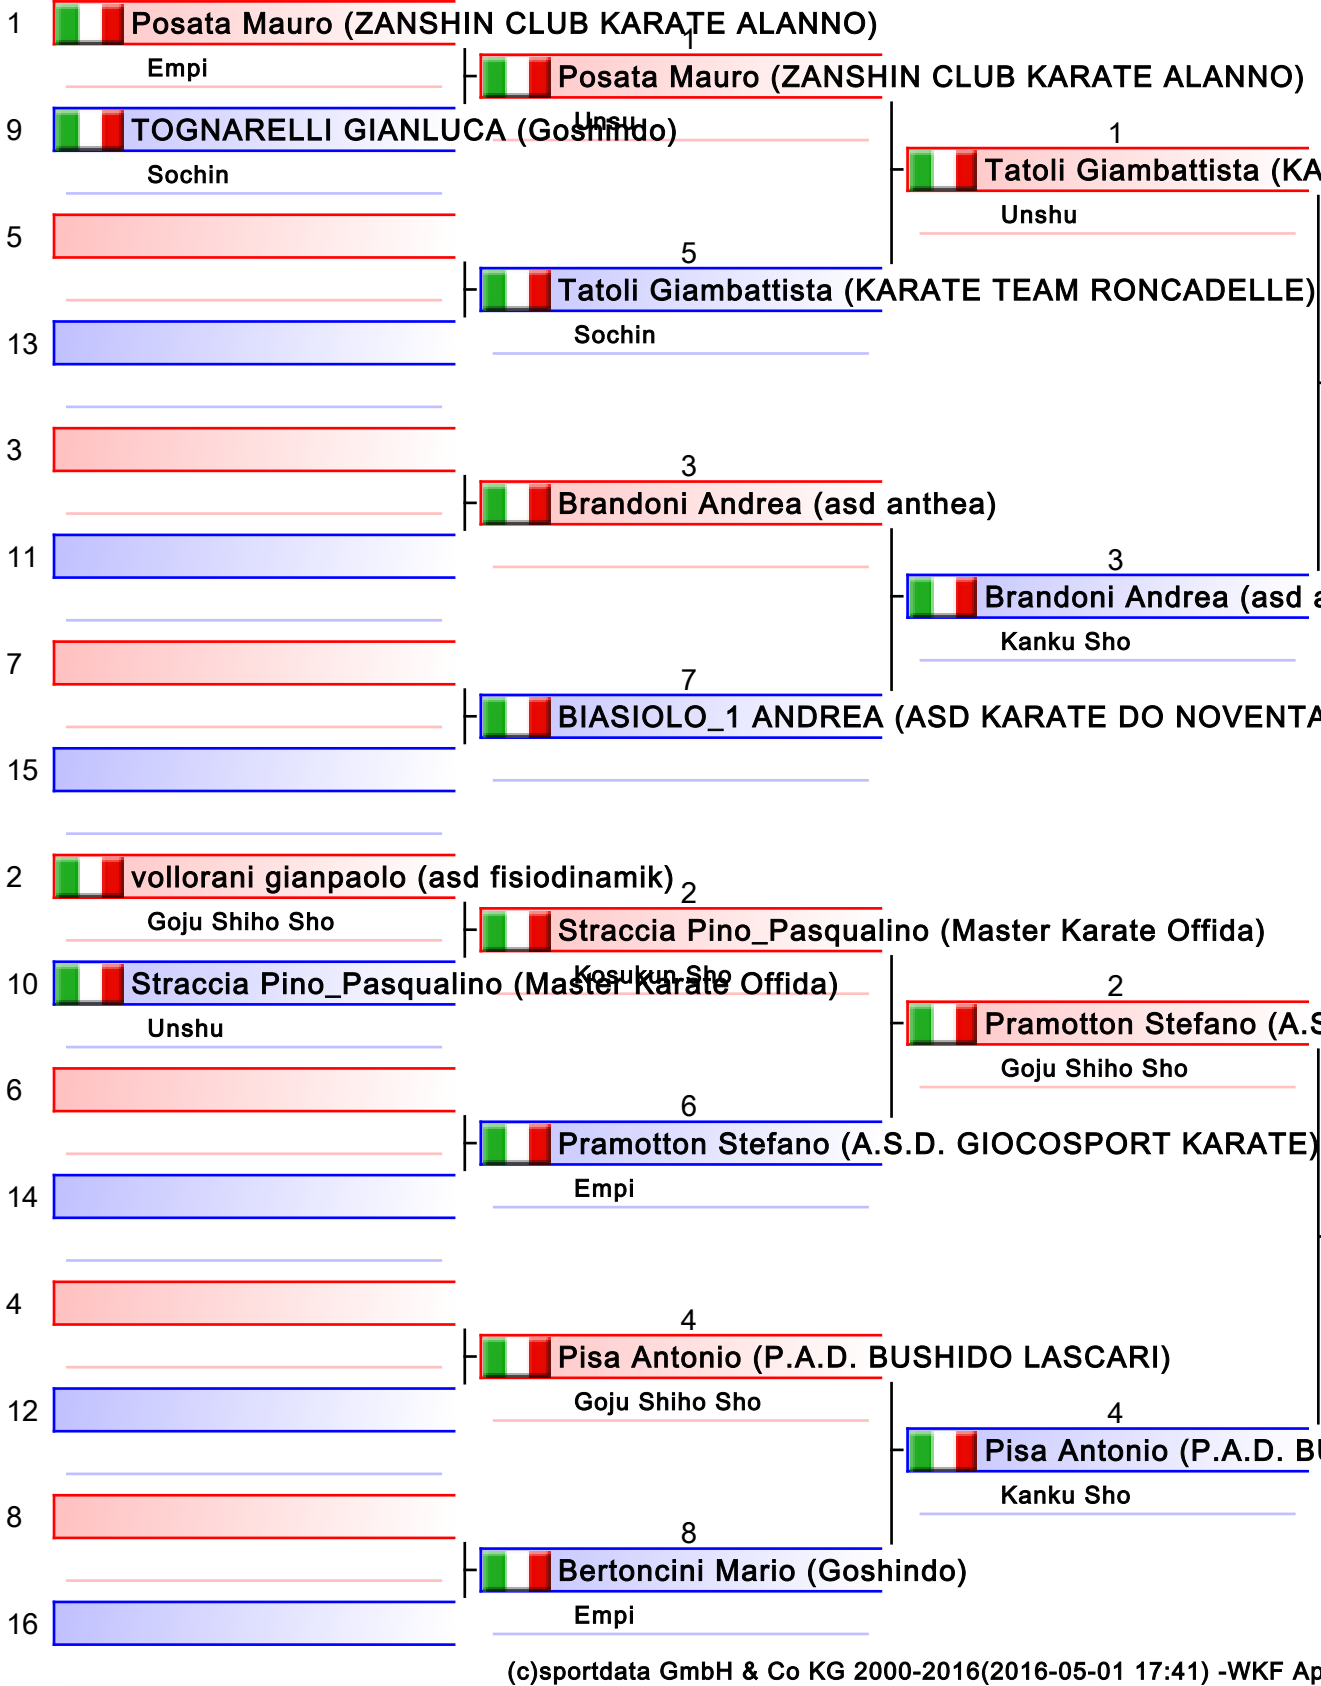 1
Posata Mauro (ZANSHIN CLUB KARATE ALANNO)
Empi
1
Posata Mauro (ZANSHIN CLUB KARATE ALANNO)
Unsu
9
TOGNARELLI GIANLUCA (Goshindo)
Sochin
1
Tatoli Giambattista (KA
Unshu
5
5
Tatoli Giambattista (KARATE TEAM RONCADELLE)
Sochin
13
3
3
Brandoni Andrea (asd anthea)
11
3
Brandoni Andrea (asd a
Kanku Sho
7
7
BIASIOLO_1 ANDREA (ASD KARATE DO NOVENTA
15
2
vollorani gianpaolo (asd fisiodinamik)
Goju Shiho Sho
2
Straccia Pino_Pasqualino (Master Karate Offida)
Kosukun Sho
10
Straccia Pino_Pasqualino (Master Karate Offida)
Unshu
2
Pramotton Stefano (A.S
Goju Shiho Sho
6
6
Pramotton Stefano (A.S.D. GIOCOSPORT KARATE)
Empi
14
4
4
Pisa Antonio (P.A.D. BUSHIDO LASCARI)
Goju Shiho Sho
12
4
Pisa Antonio (P.A.D. BU
Kanku Sho
8
8
Bertoncini Mario (Goshindo)
Empi
16
(c)sportdata GmbH & Co KG 2000-2016(2016-05-01 17:41) -WKF Ap